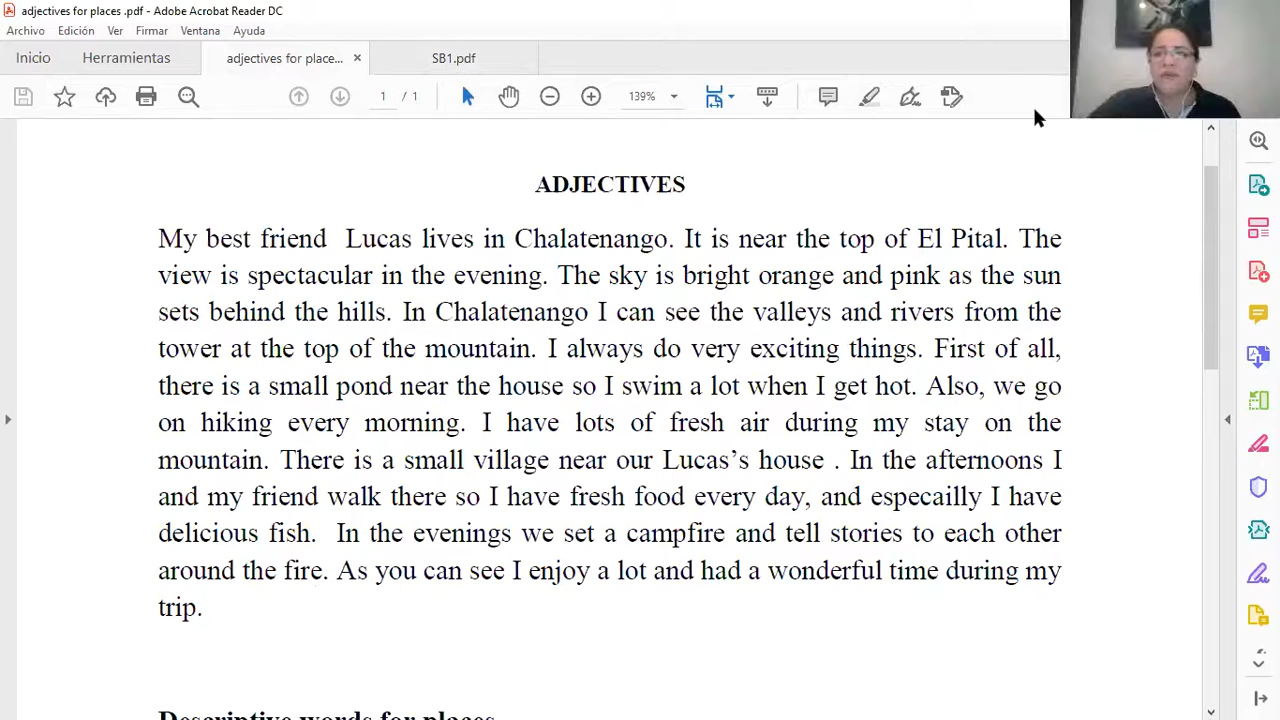 adjectives for places .pdf - Adobe Acrobat Reader DC
Archivo Edición Ver Firmar Ventana Ayuda
Inicio Herramientas adjectives for place... × SB1.pdf
1 / 1 139%
ADJECTIVES
My best friend Lucas lives in Chalatenango. It is near the top of El Pital. The
view is spectacular in the evening. The sky is bright orange and pink as the sun
sets behind the hills. In Chalatenango I can see the valleys and rivers from the
tower at the top of the mountain. I always do very exciting things. First of all,
there is a small pond near the house so I swim a lot when I get hot. Also, we go
on hiking every morning. I have lots of fresh air during my stay on the
mountain. There is a small village near our Lucas’s house . In the afternoons I
and my friend walk there so I have fresh food every day, and especailly I have
delicious fish. In the evenings we set a campfire and tell stories to each other
around the fire. As you can see I enjoy a lot and had a wonderful time during my
trip.
Descriptive words for places